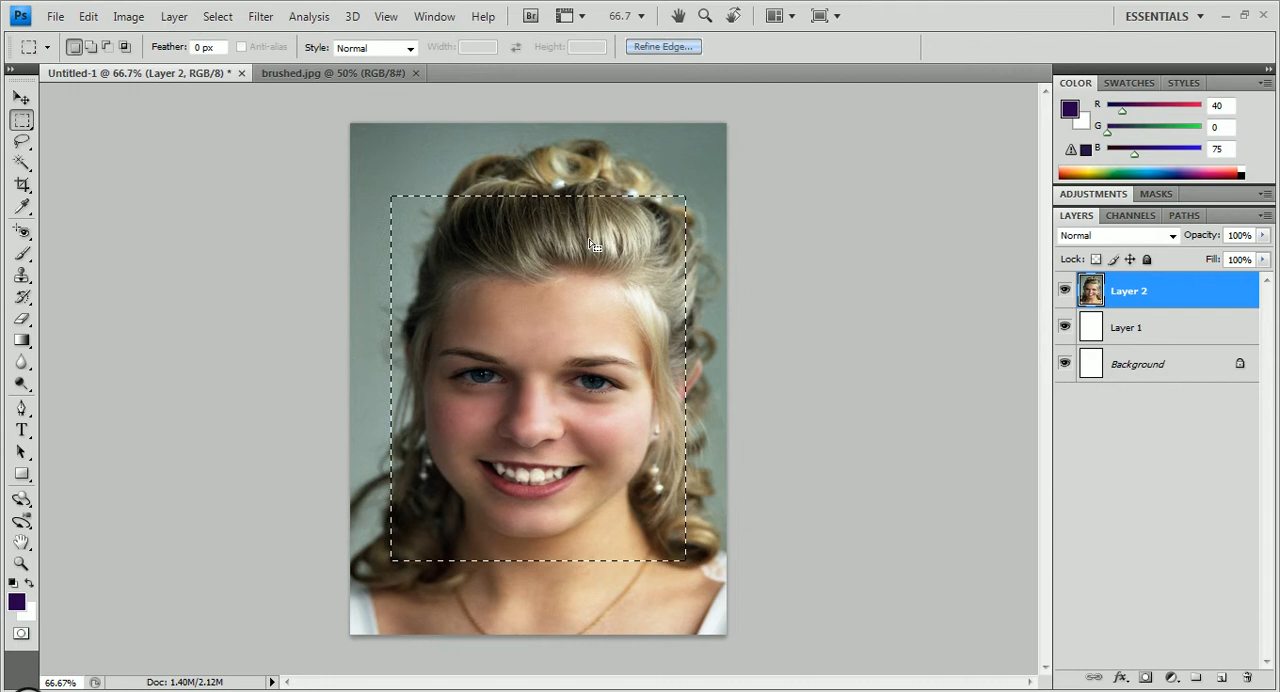 Ps File Edit Image Layer Select Filter Analysis 3D View Window Help Br 66.7 ESSENTIALS
Feather: 0 px Anti-alias Style: Normal Width: Height: Refine Edge...
Untitled-1 @ 66.7% (Layer 2, RGB/8) * brushed.jpg @ 50% (RGB/8#)
COLOR SWATCHES STYLES
R 40
G 0
B 75
ADJUSTMENTS MASKS
LAYERS CHANNELS PATHS
Normal Opacity: 100%
Lock: Fill: 100%
Layer 2
Layer 1
Background
T
66.67% Doc: 1.40M/2.12M
fx